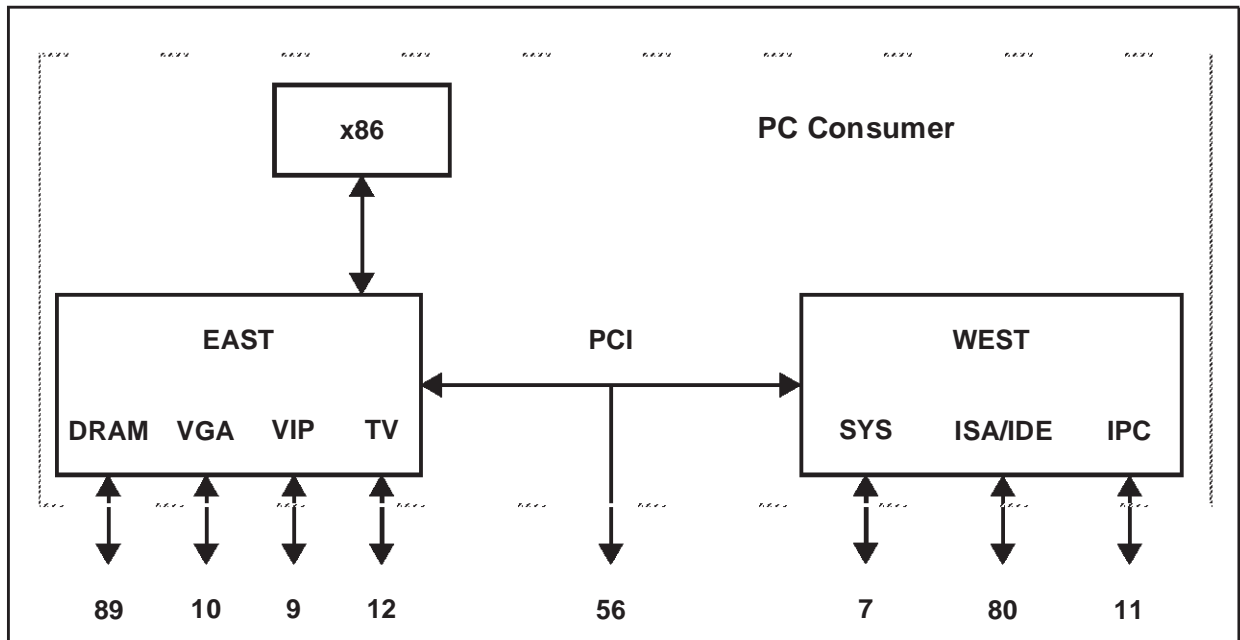 x86
PC Consumer
EAST
PCI
WEST
DRAM VGA VIP TV
SYS ISA/IDE IPC
89 10 9 12 56 7 80 11